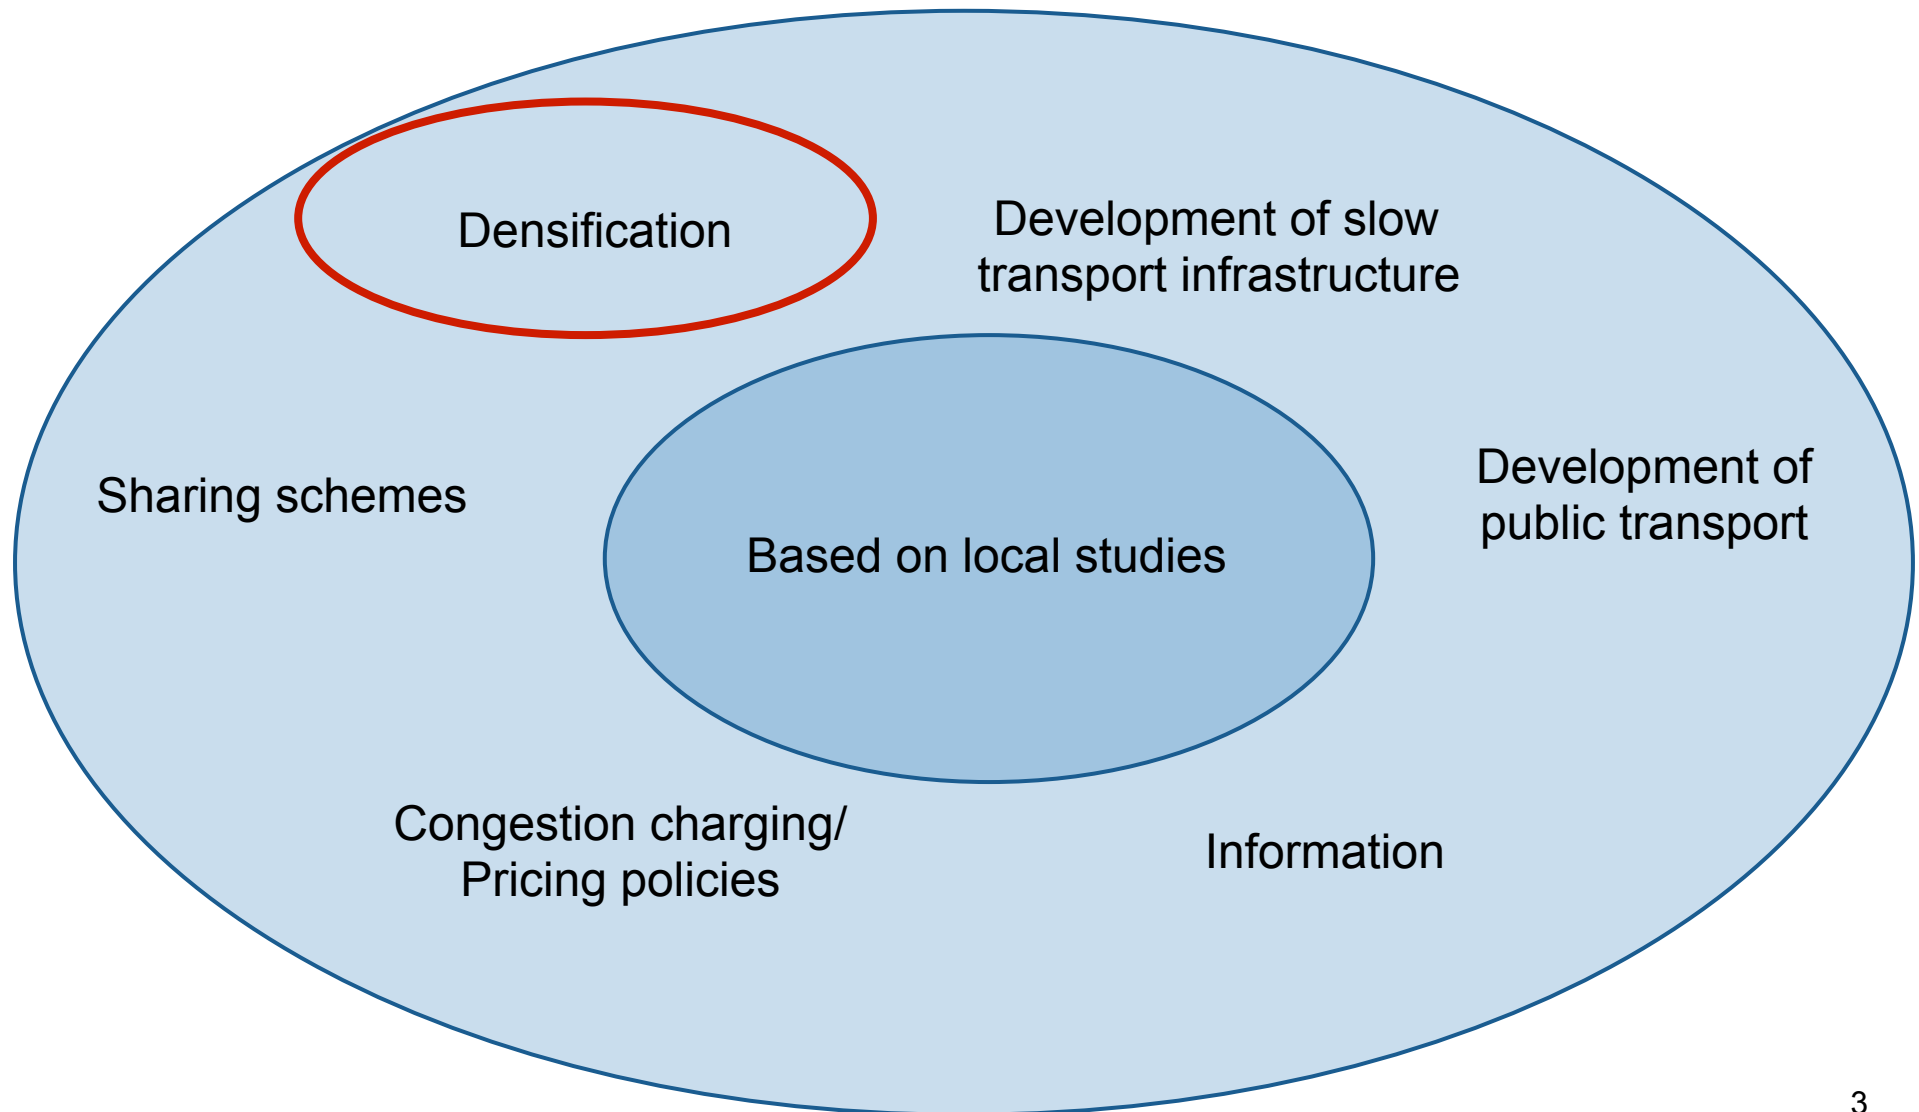 Densification
Development of slow
transport infrastructure
Sharing schemes
Development of
public transport
Based on local studies
Congestion charging/
Pricing policies
Information
3